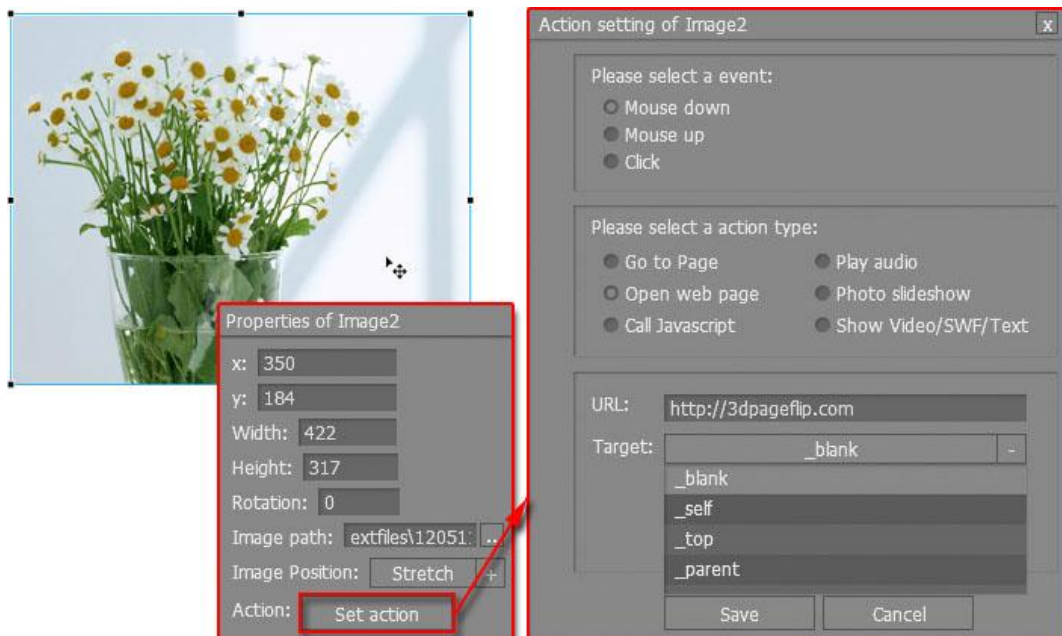 Properties of Image2
x: 350
y: 184
Width: 422
Height: 317
Rotation: 0
Image path: extfiles\12051 ..
Image Position: Stretch +
Action: Set action
Action setting of Image2 x
Please select a event:
Mouse down
Mouse up
Click
Please select a action type:
Go to Page Play audio
Open web page Photo slideshow
Call Javascript Show Video/SWF/Text
URL: http://3dpageflip.com
Target: _blank -
_blank
_self
_top
_parent
Save Cancel